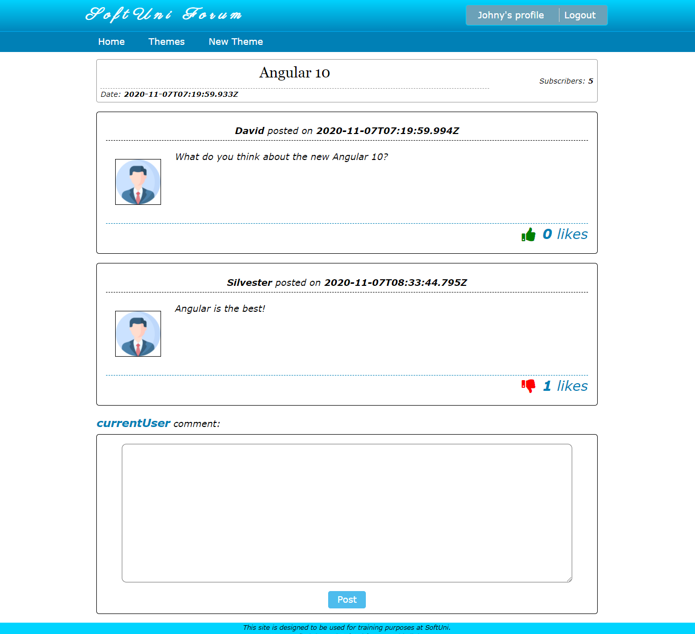 SoftUni Forum
Johny's profile Logout
Home Themes New Theme
Angular 10
Subscribers: 5
Date: 2020-11-07T07:19:59.933Z
David posted on 2020-11-07T07:19:59.994Z
What do you think about the new Angular 10?
0 likes
Silvester posted on 2020-11-07T08:33:44.795Z
Angular is the best!
1 likes
currentUser comment:
Post
This site is designed to be used for training purposes at SoftUni.